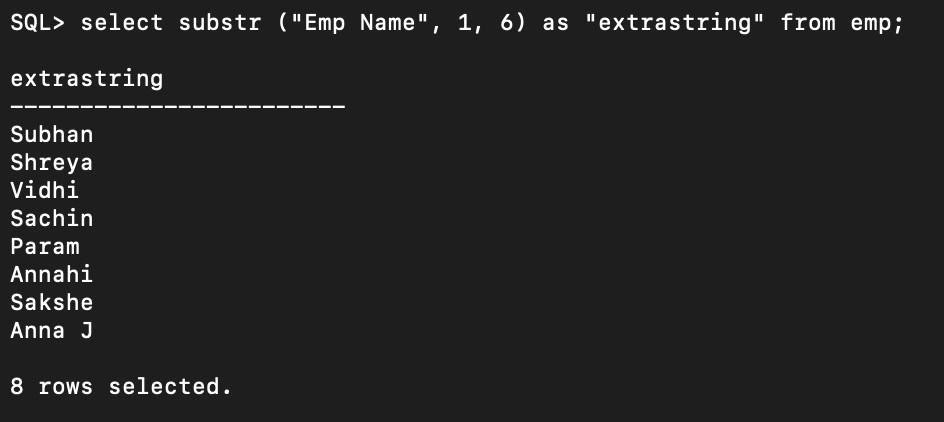 SQL> select substr ("Emp Name", 1, 6) as "extrastring" from emp;
extrastring
------------------------
Subhan
Shreya
Vidhi
Sachin
Param
Annahi
Sakshe
Anna J
8 rows selected.